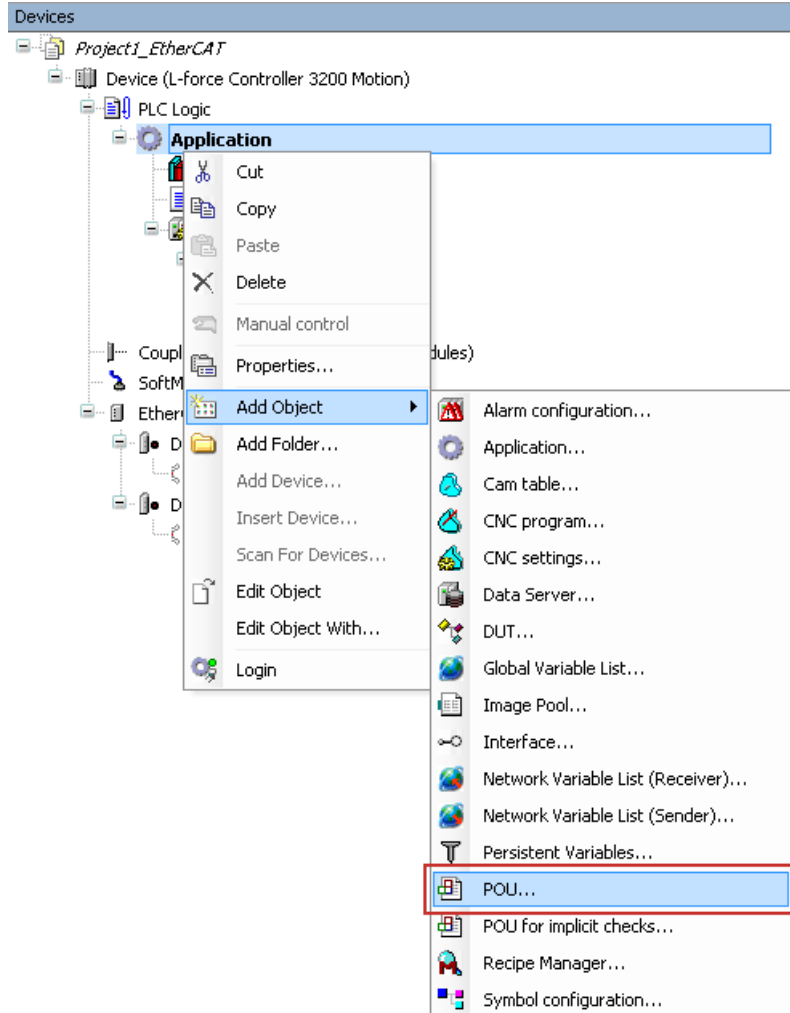 Devices
Project1_EtherCAT
Device (L-force Controller 3200 Motion)
PLC Logic
Application
Cut
Copy
Paste
Delete
Manual control
Coupl
dules)
Properties...
SoftM
Add Object
Ether
Add Folder...
D
Add Device...
D
Insert Device...
Scan For Devices...
Edit Object
Edit Object With...
Login
Alarm configuration...
Application...
Cam table...
CNC program...
CNC settings...
Data Server...
DUT...
Global Variable List...
Image Pool...
Interface...
Network Variable List (Receiver)...
Network Variable List (Sender)...
Persistent Variables...
POU...
POU for implicit checks...
Recipe Manager...
Symbol configuration...